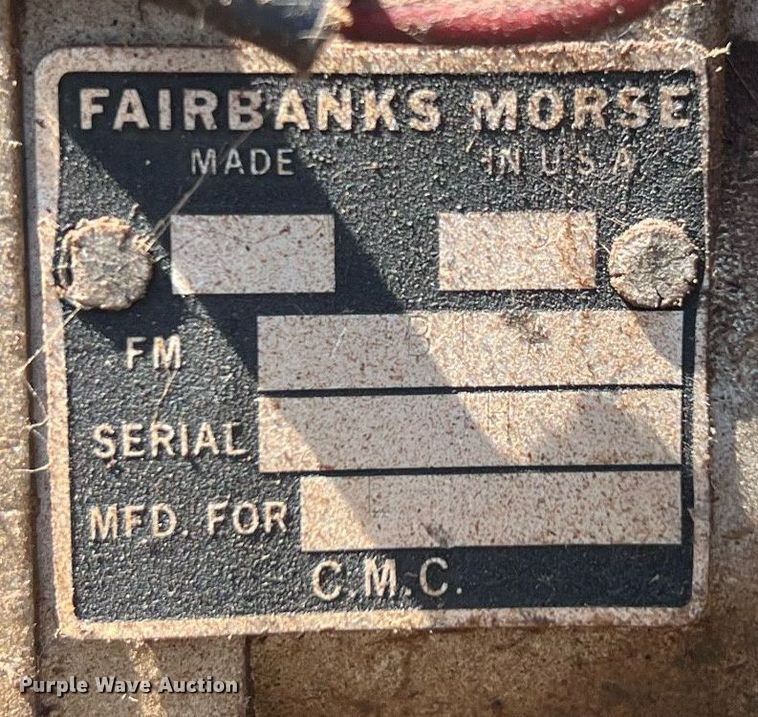 FAIRBANKS MORSE
MADE IN U.S.A
FM
SERIAL
MFD. FOR
C.M.C.
Purple Wave Auction